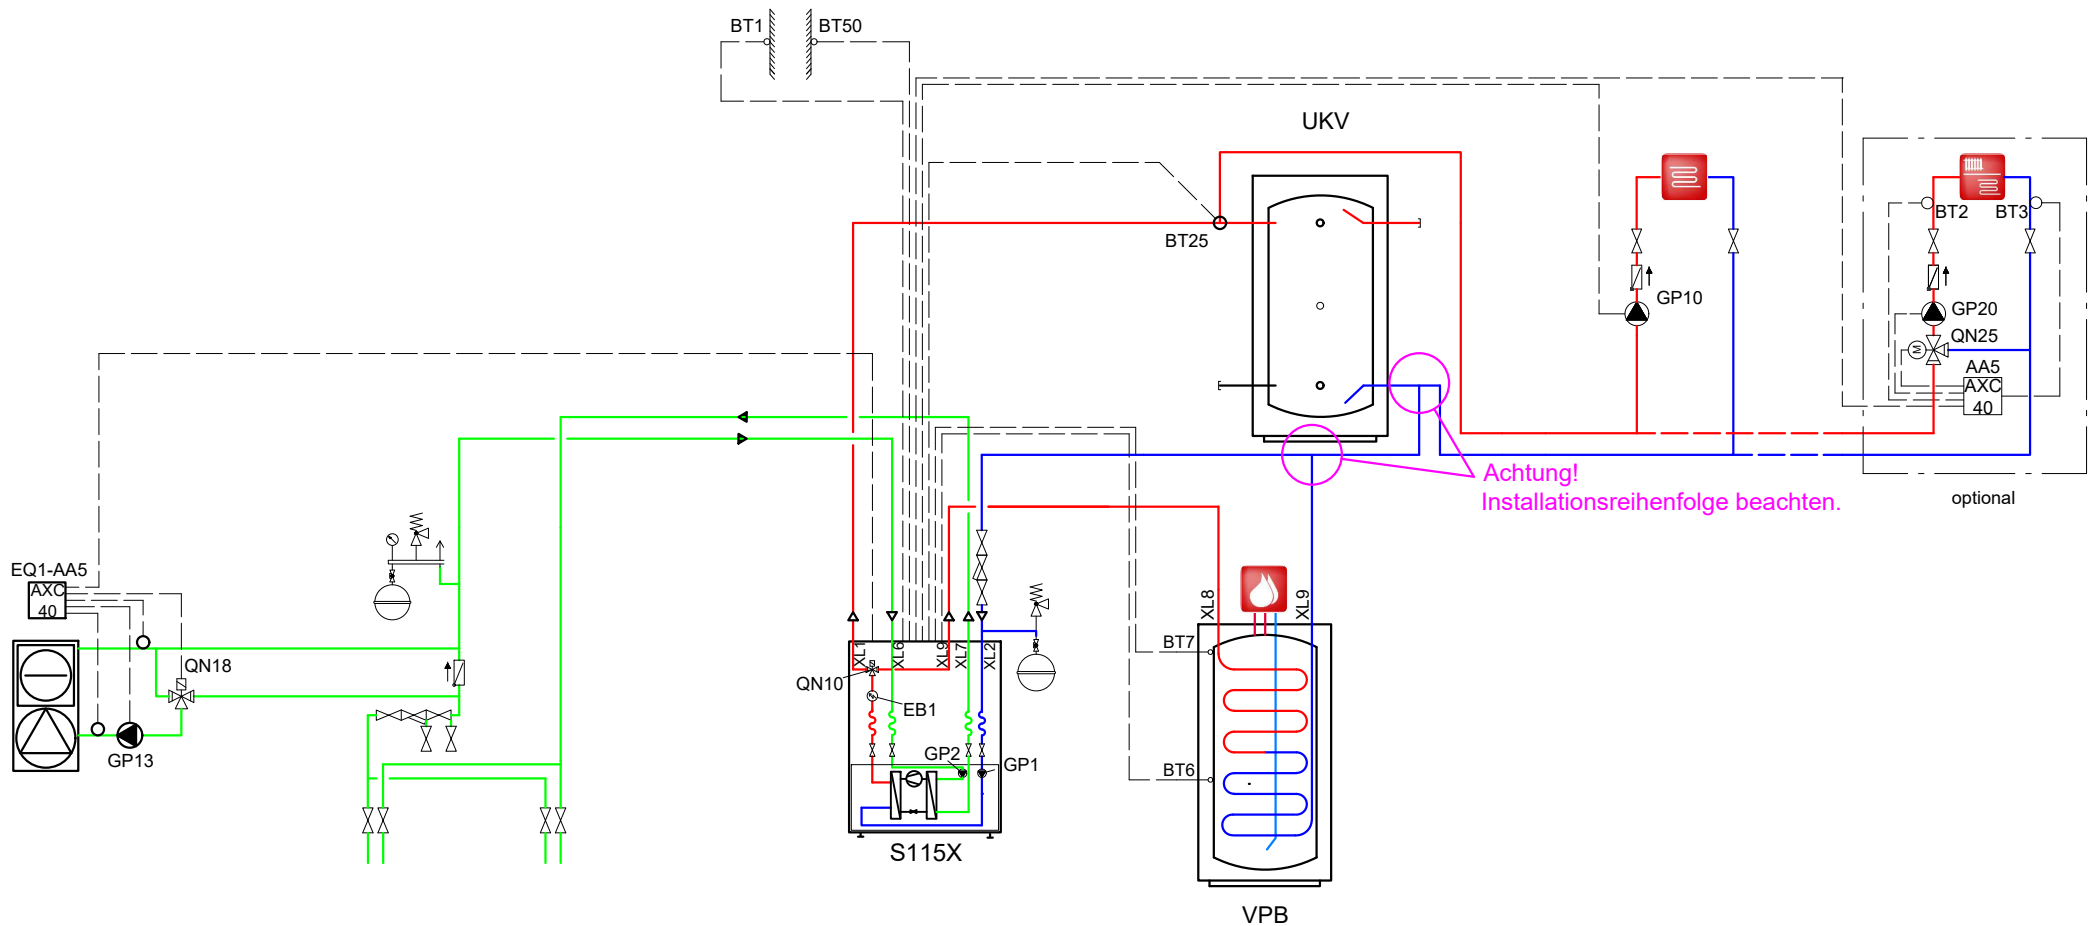 BT1
BT50
UKV
BT25
GP10
BT2
BT3
GP20
QN25
M
AA5
AXC
40
optional
Achtung!
Installationsreihenfolge beachten.
EQ1-AA5
AXC
40
QN18
GP13
XL1
XL6
XL9
XL7
XL2
QN10
EB1
GP2
GP1
S115X
XL8
XL9
BT7
BT6
VPB